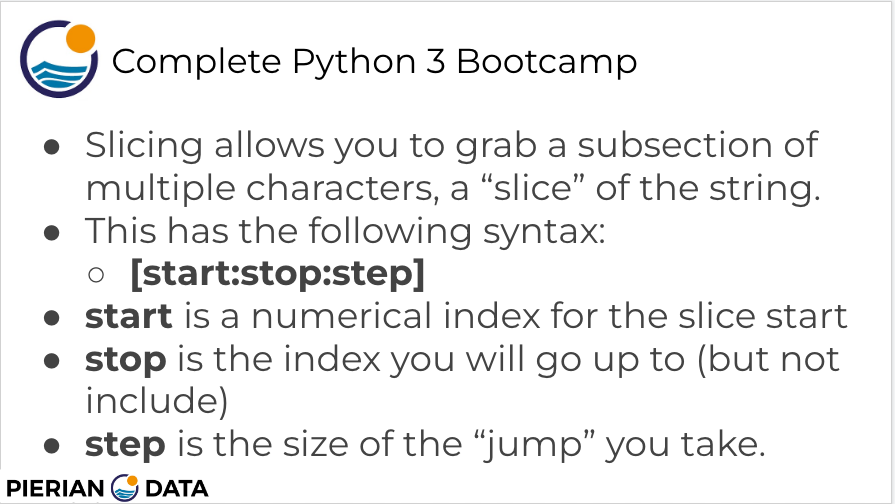 Complete Python 3 Bootcamp
● Slicing allows you to grab a subsection of
multiple characters, a “slice” of the string.
● This has the following syntax:
○ [start:stop:step]
● start is a numerical index for the slice start
● stop is the index you will go up to (but not
include)
● step is the size of the “jump” you take.
PIERIAN DATA